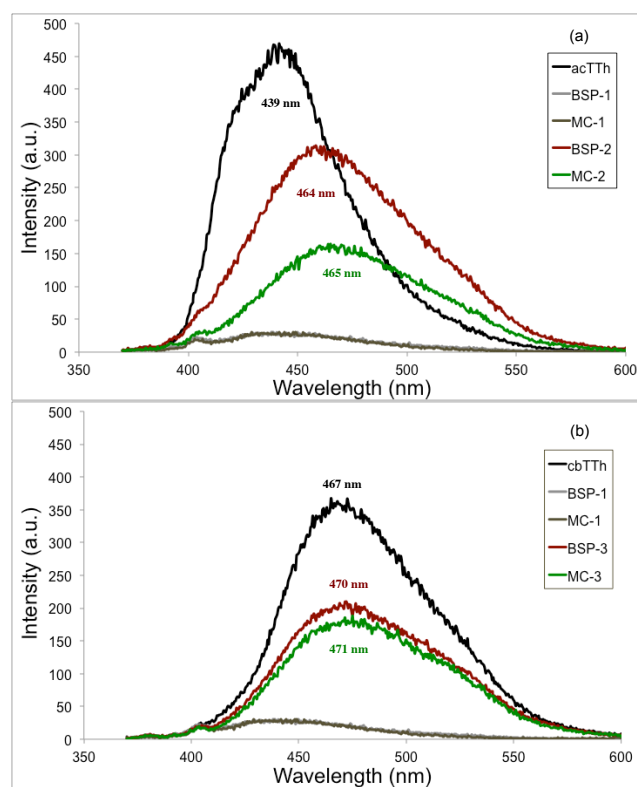 (a)
500
450
400
350
300
250
200
150
100
50
0
Intensity (a.u.)
acTTh
BSP-1
MC-1
BSP-2
MC-2
439 nm
464 nm
465 nm
350 400 450 500 550 600
Wavelength (nm)
(b)
500
450
400
350
300
250
200
150
100
50
0
Intensity (a.u.)
cbTTh
BSP-1
MC-1
BSP-3
MC-3
467 nm
470 nm
471 nm
350 400 450 500 550 600
Wavelength (nm)